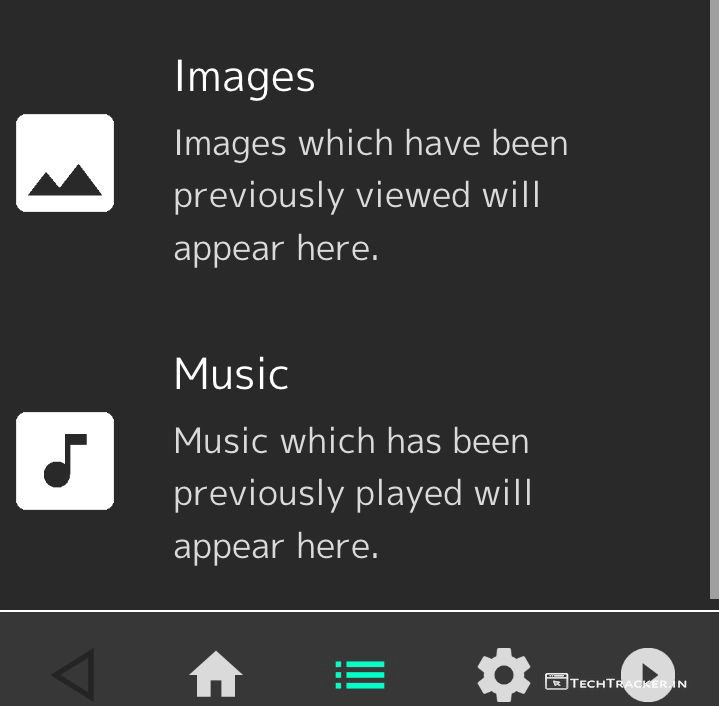 Images
Images which have been
previously viewed will
appear here.
Music
Music which has been
previously played will
appear here.
TechTracker.in